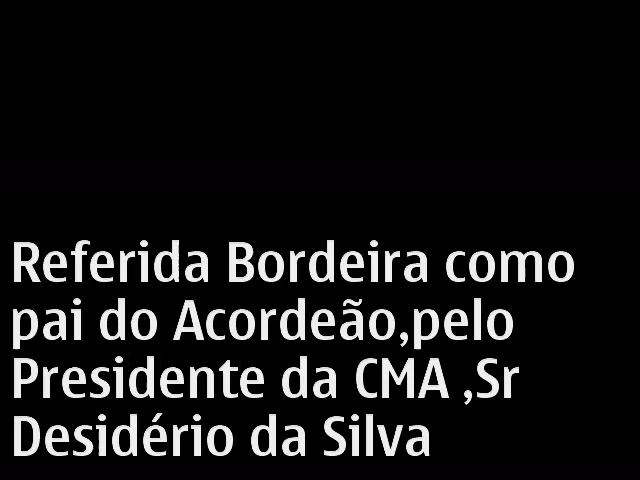 Referida Bordeira como
pai do Acordeão,pelo
Presidente da CMA ,Sr
Desidério da Silva